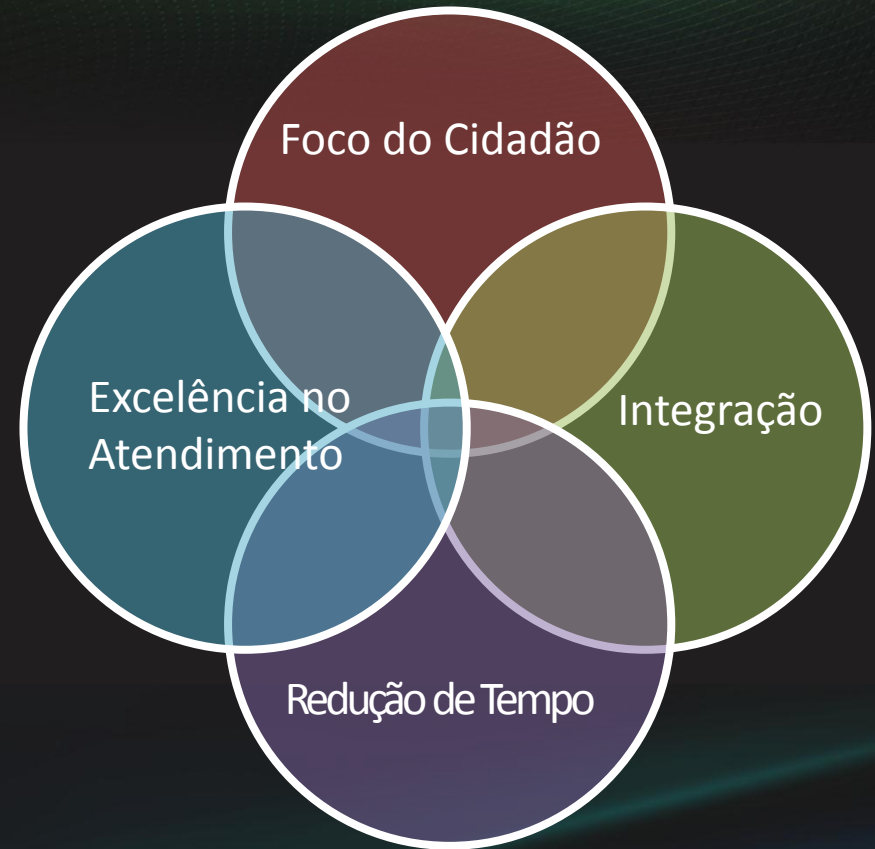 Foco do Cidadão
Excelência no
Atendimento
Integração
Redução de Tempo